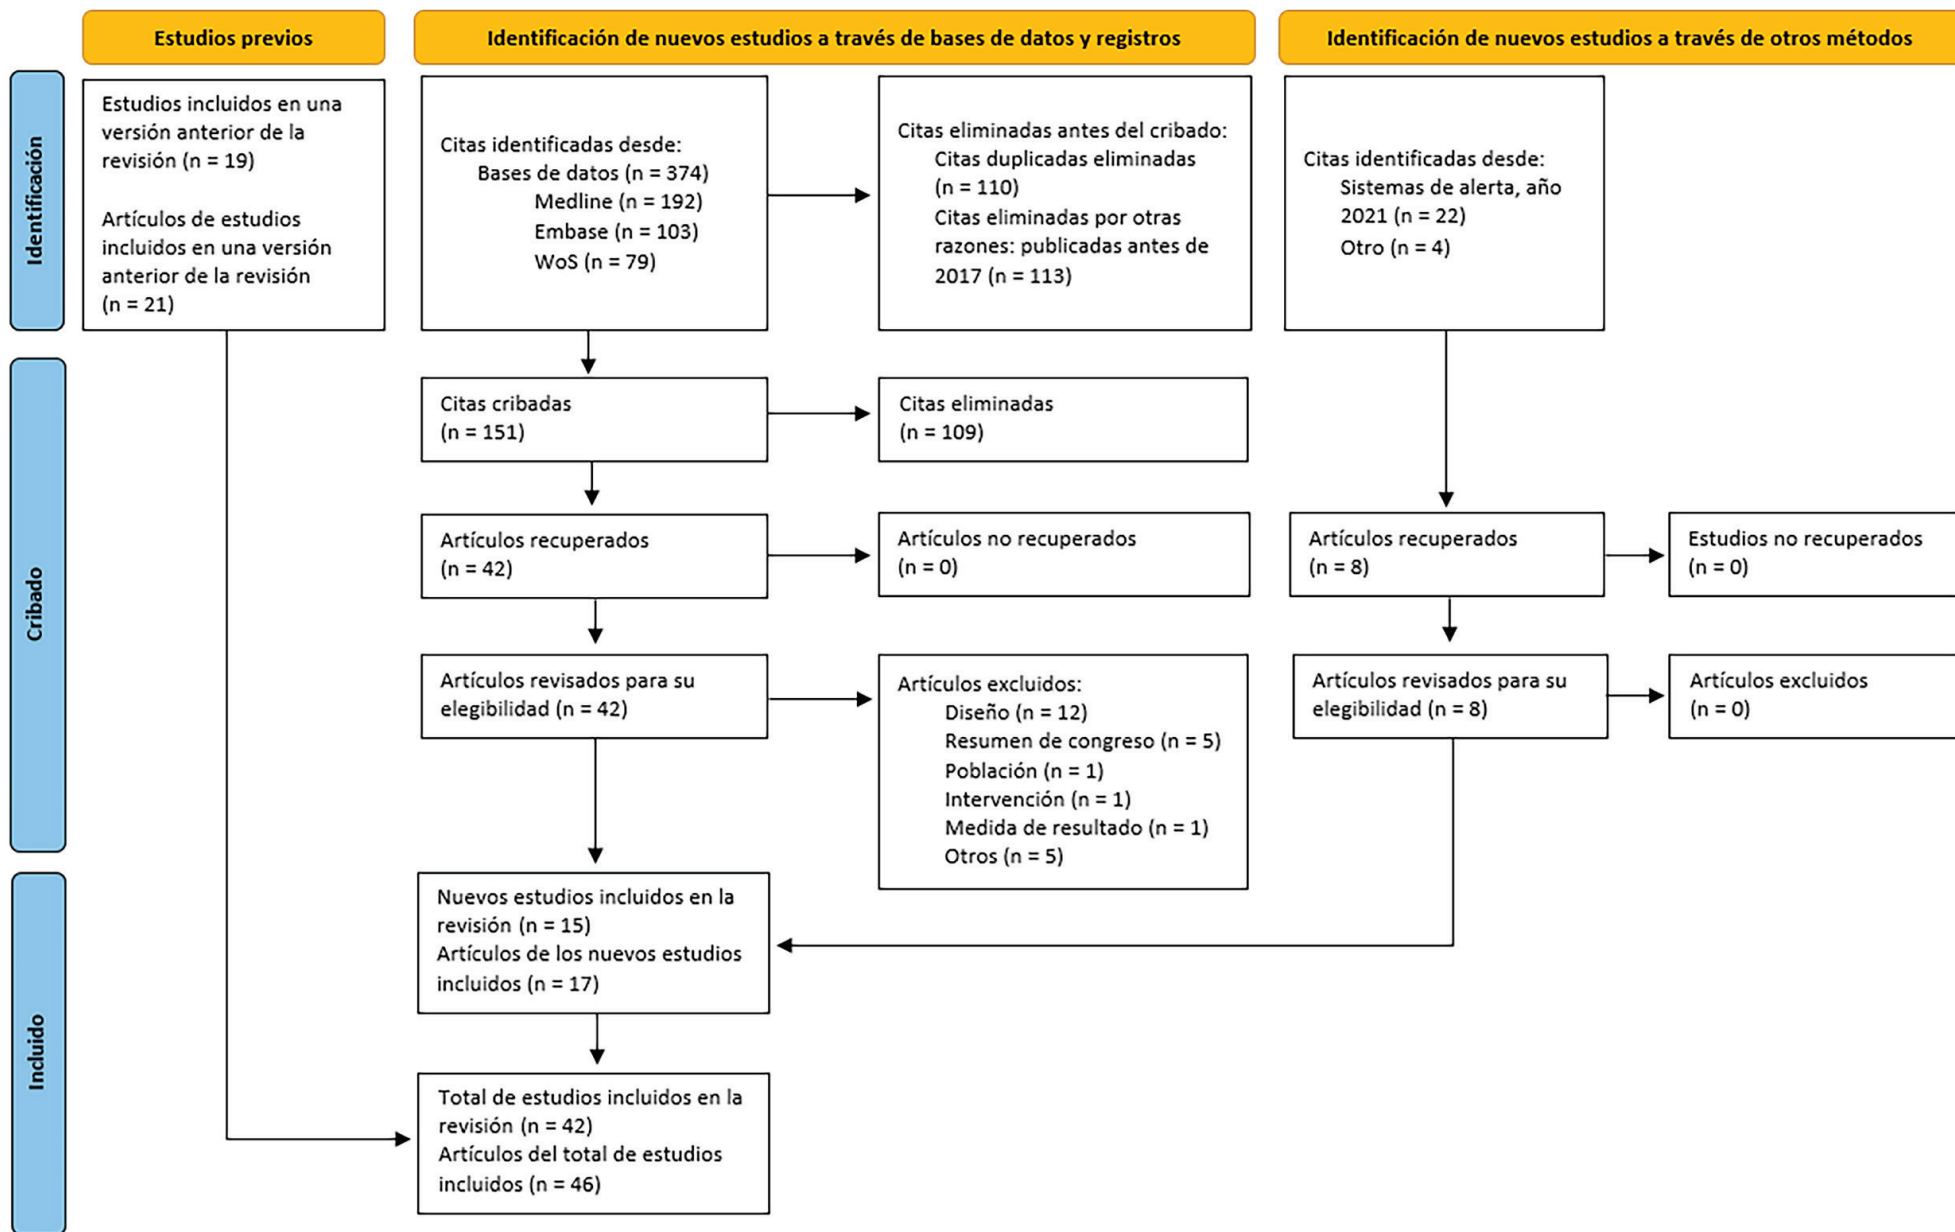 Estudios previos
Identificación de nuevos estudios a través de bases de datos y registros
Identificación de nuevos estudios a través de otros métodos
Identificación
Estudios incluidos en una
versión anterior de la
revisión (n = 19)
Artículos de estudios
incluidos en una versión
anterior de la revisión
(n = 21)
Citas identificadas desde:
Bases de datos (n = 374)
Medline (n = 192)
Embase (n = 103)
WoS (n = 79)
Citas eliminadas antes del cribado:
Citas duplicadas eliminadas
(n = 110)
Citas eliminadas por otras
razones: publicadas antes de
2017 (n = 113)
Citas identificadas desde:
Sistemas de alerta, año
2021 (n = 22)
Otro (n = 4)
Cribado
Citas cribadas
(n = 151)
Citas eliminadas
(n = 109)
Artículos recuperados
(n = 42)
Artículos no recuperados
(n = 0)
Artículos recuperados
(n = 8)
Estudios no recuperados
(n = 0)
Artículos revisados para su
elegibilidad (n = 42)
Artículos excluidos:
Diseño (n = 12)
Resumen de congreso (n = 5)
Población (n = 1)
Intervención (n = 1)
Medida de resultado (n = 1)
Otros (n = 5)
Artículos revisados para su
elegibilidad (n = 8)
Artículos excluidos
(n = 0)
Incluido
Nuevos estudios incluidos en la
revisión (n = 15)
Artículos de los nuevos estudios
incluidos (n = 17)
Total de estudios incluidos en la
revisión (n = 42)
Artículos del total de estudios
incluidos (n = 46)